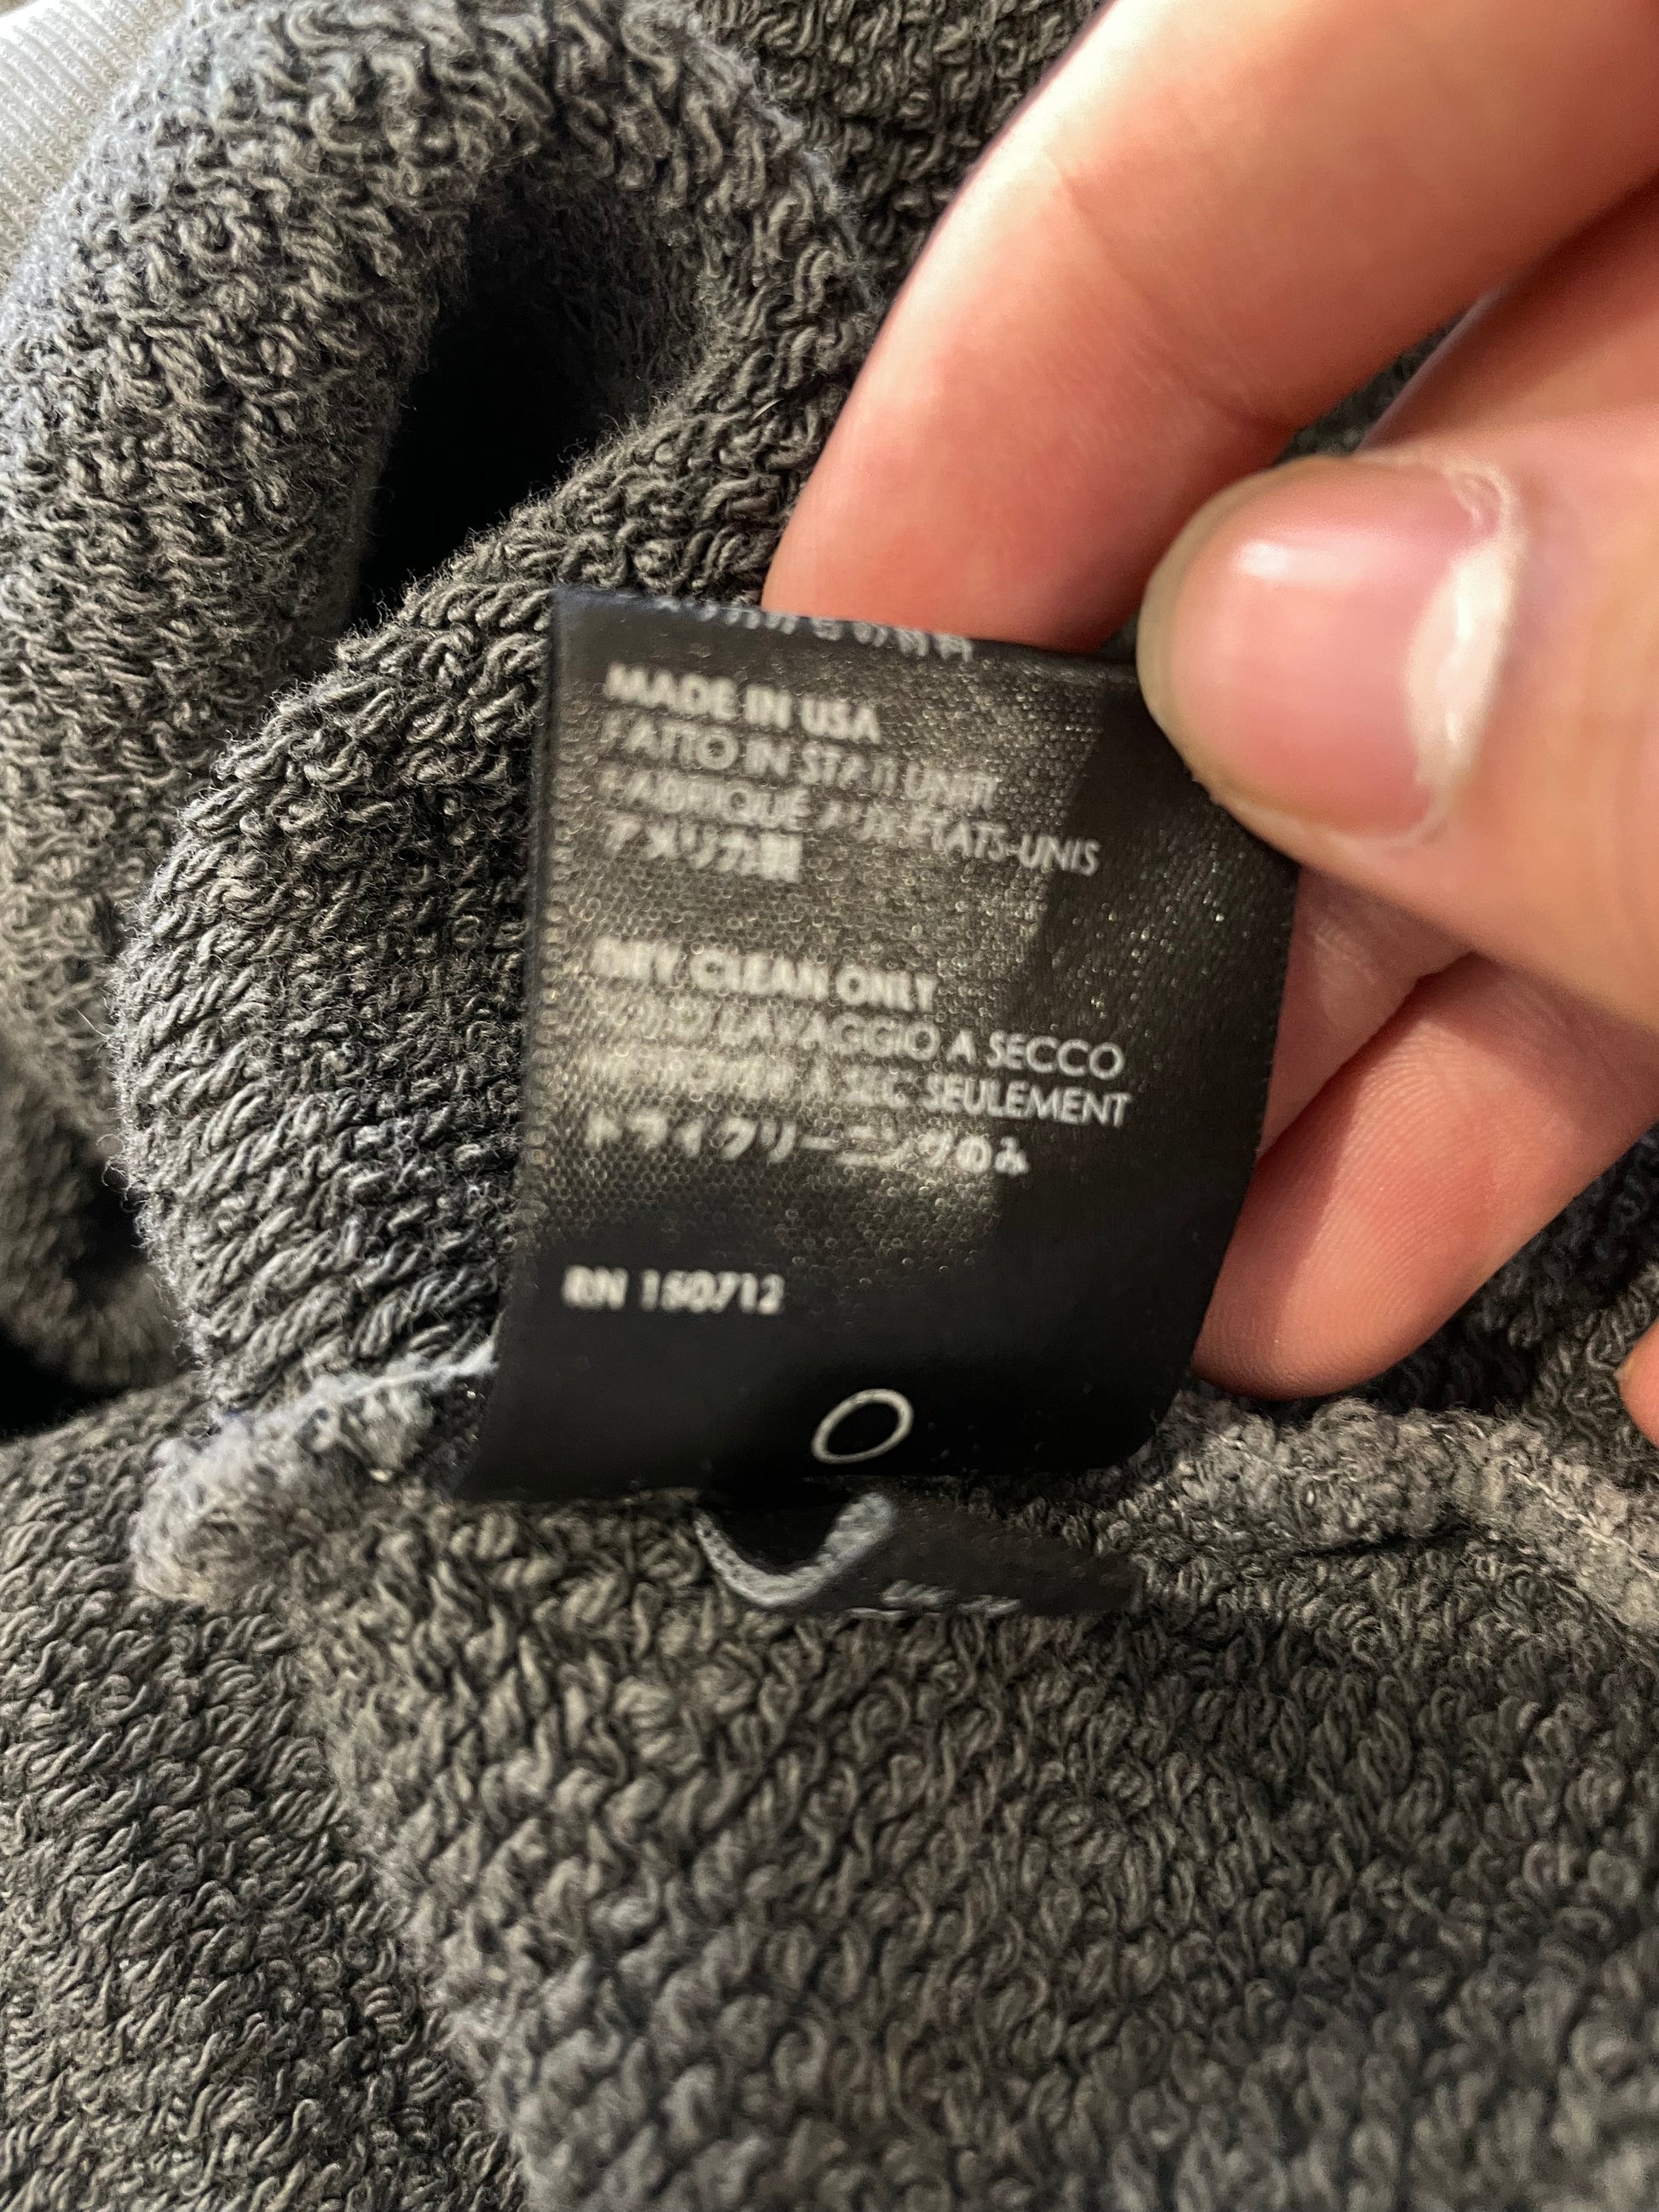 MADE IN USA
FATTO IN STATI UNITI
FABRIQUÉ AUX ÉTATS-UNIS
アメリカ製
DRY CLEAN ONLY
SOLO LAVAGGIO A SECCO
NETTOYER À SEC SEULEMENT
ドライクリーニングのみ
RN 150712